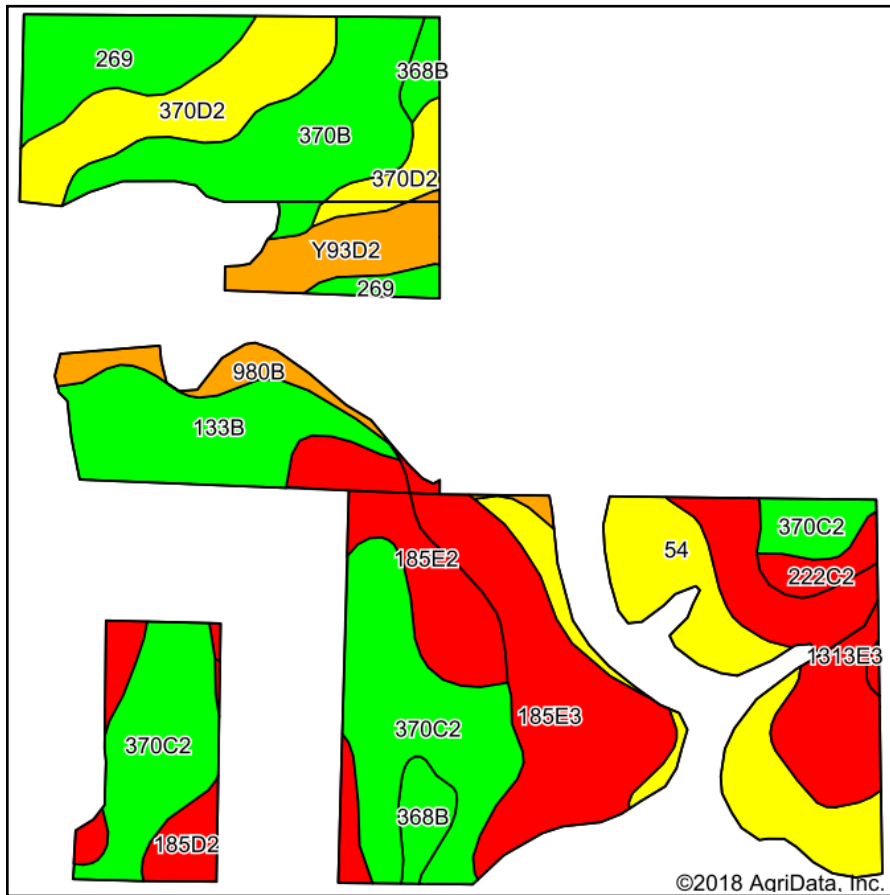 269
368B
370D2
370B
370D2
Y93D2
269
980B
133B
370C2
54
185E2
222C2
1313E3
185E3
370C2
370C2
368B
185D2
©2018 AgriData, Inc.